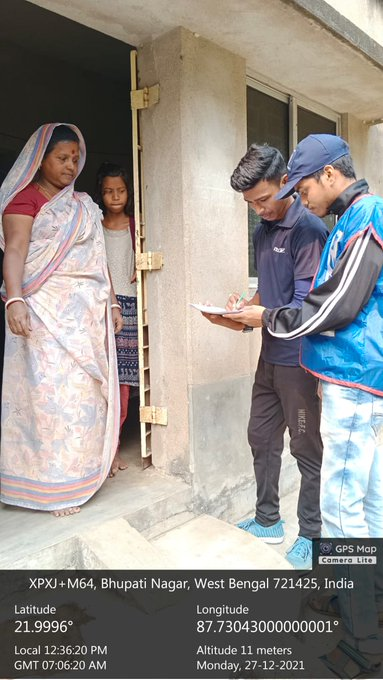 GPS Map
Camera Lite
XPXJ+M64, Bhupati Nagar, West Bengal 721425, India
Latitude
21.9996°
Longitude
87.73043000000001°
Local 12:36:20 PM
GMT 07:06:20 AM
Altitude 11 meters
Monday, 27-12-2021